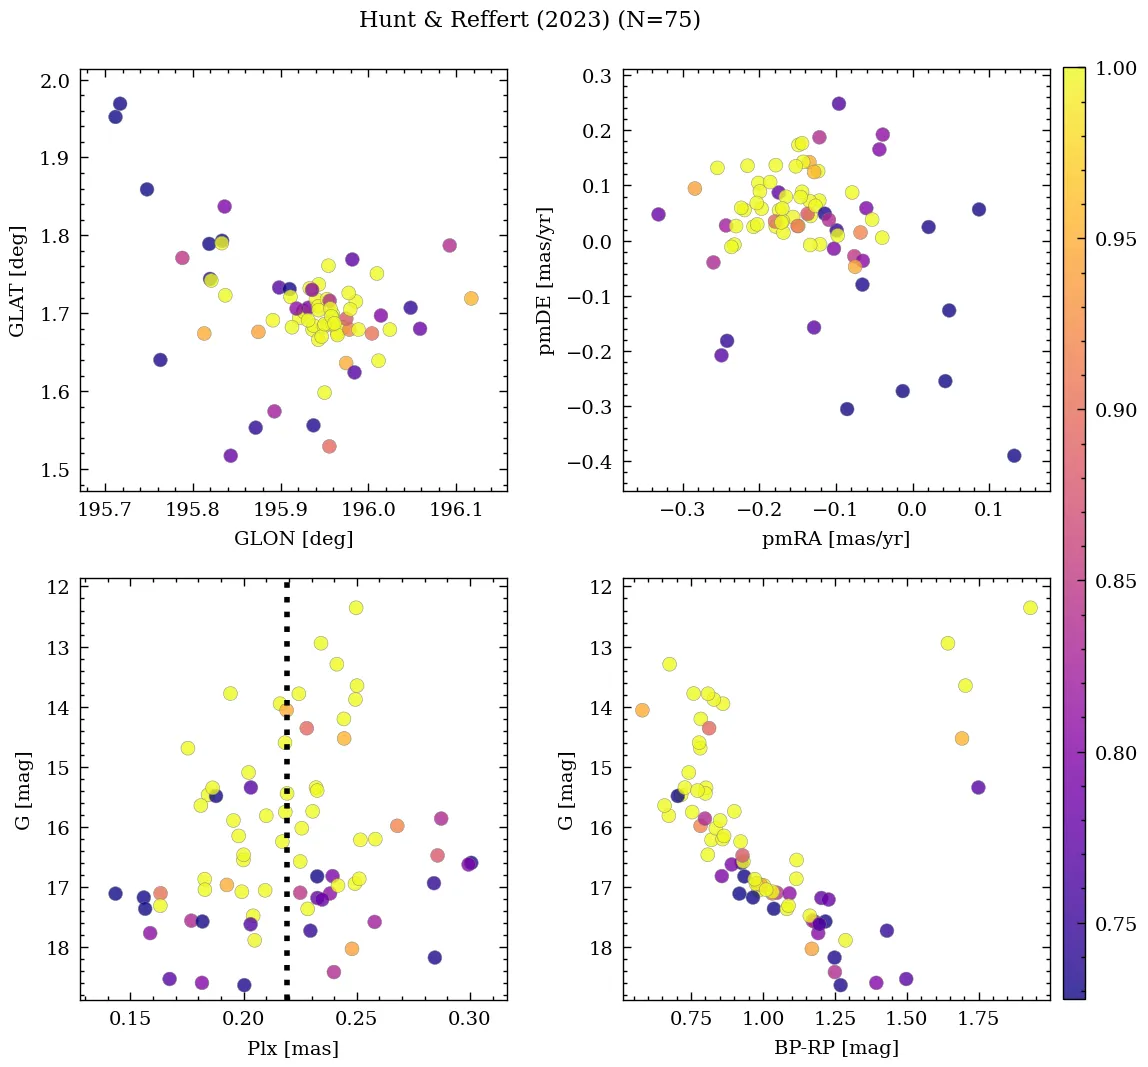 Hunt & Reffert (2023) (N=75)
2.0
1.9
1.8
1.7
1.6
1.5
GLAT [deg]
195.7 195.8 195.9 196.0 196.1
GLON [deg]
0.3
0.2
0.1
0.0
−0.1
−0.2
−0.3
−0.4
pmDE [mas/yr]
−0.3 −0.2 −0.1 0.0 0.1
pmRA [mas/yr]
12
13
14
15
16
17
18
G [mag]
0.15 0.20 0.25 0.30
Plx [mas]
12
13
14
15
16
17
18
G [mag]
0.75 1.00 1.25 1.50 1.75
BP-RP [mag]
1.00
0.95
0.90
0.85
0.80
0.75